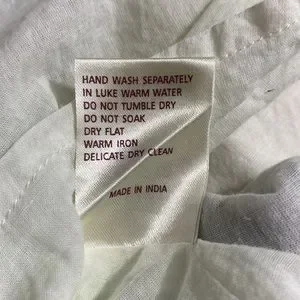 HAND WASH SEPARATELY
IN LUKE WARM WATER
DO NOT TUMBLE DRY
DO NOT SOAK
DRY FLAT
WARM IRON
DELICATE DRY CLEAN
MADE IN INDIA